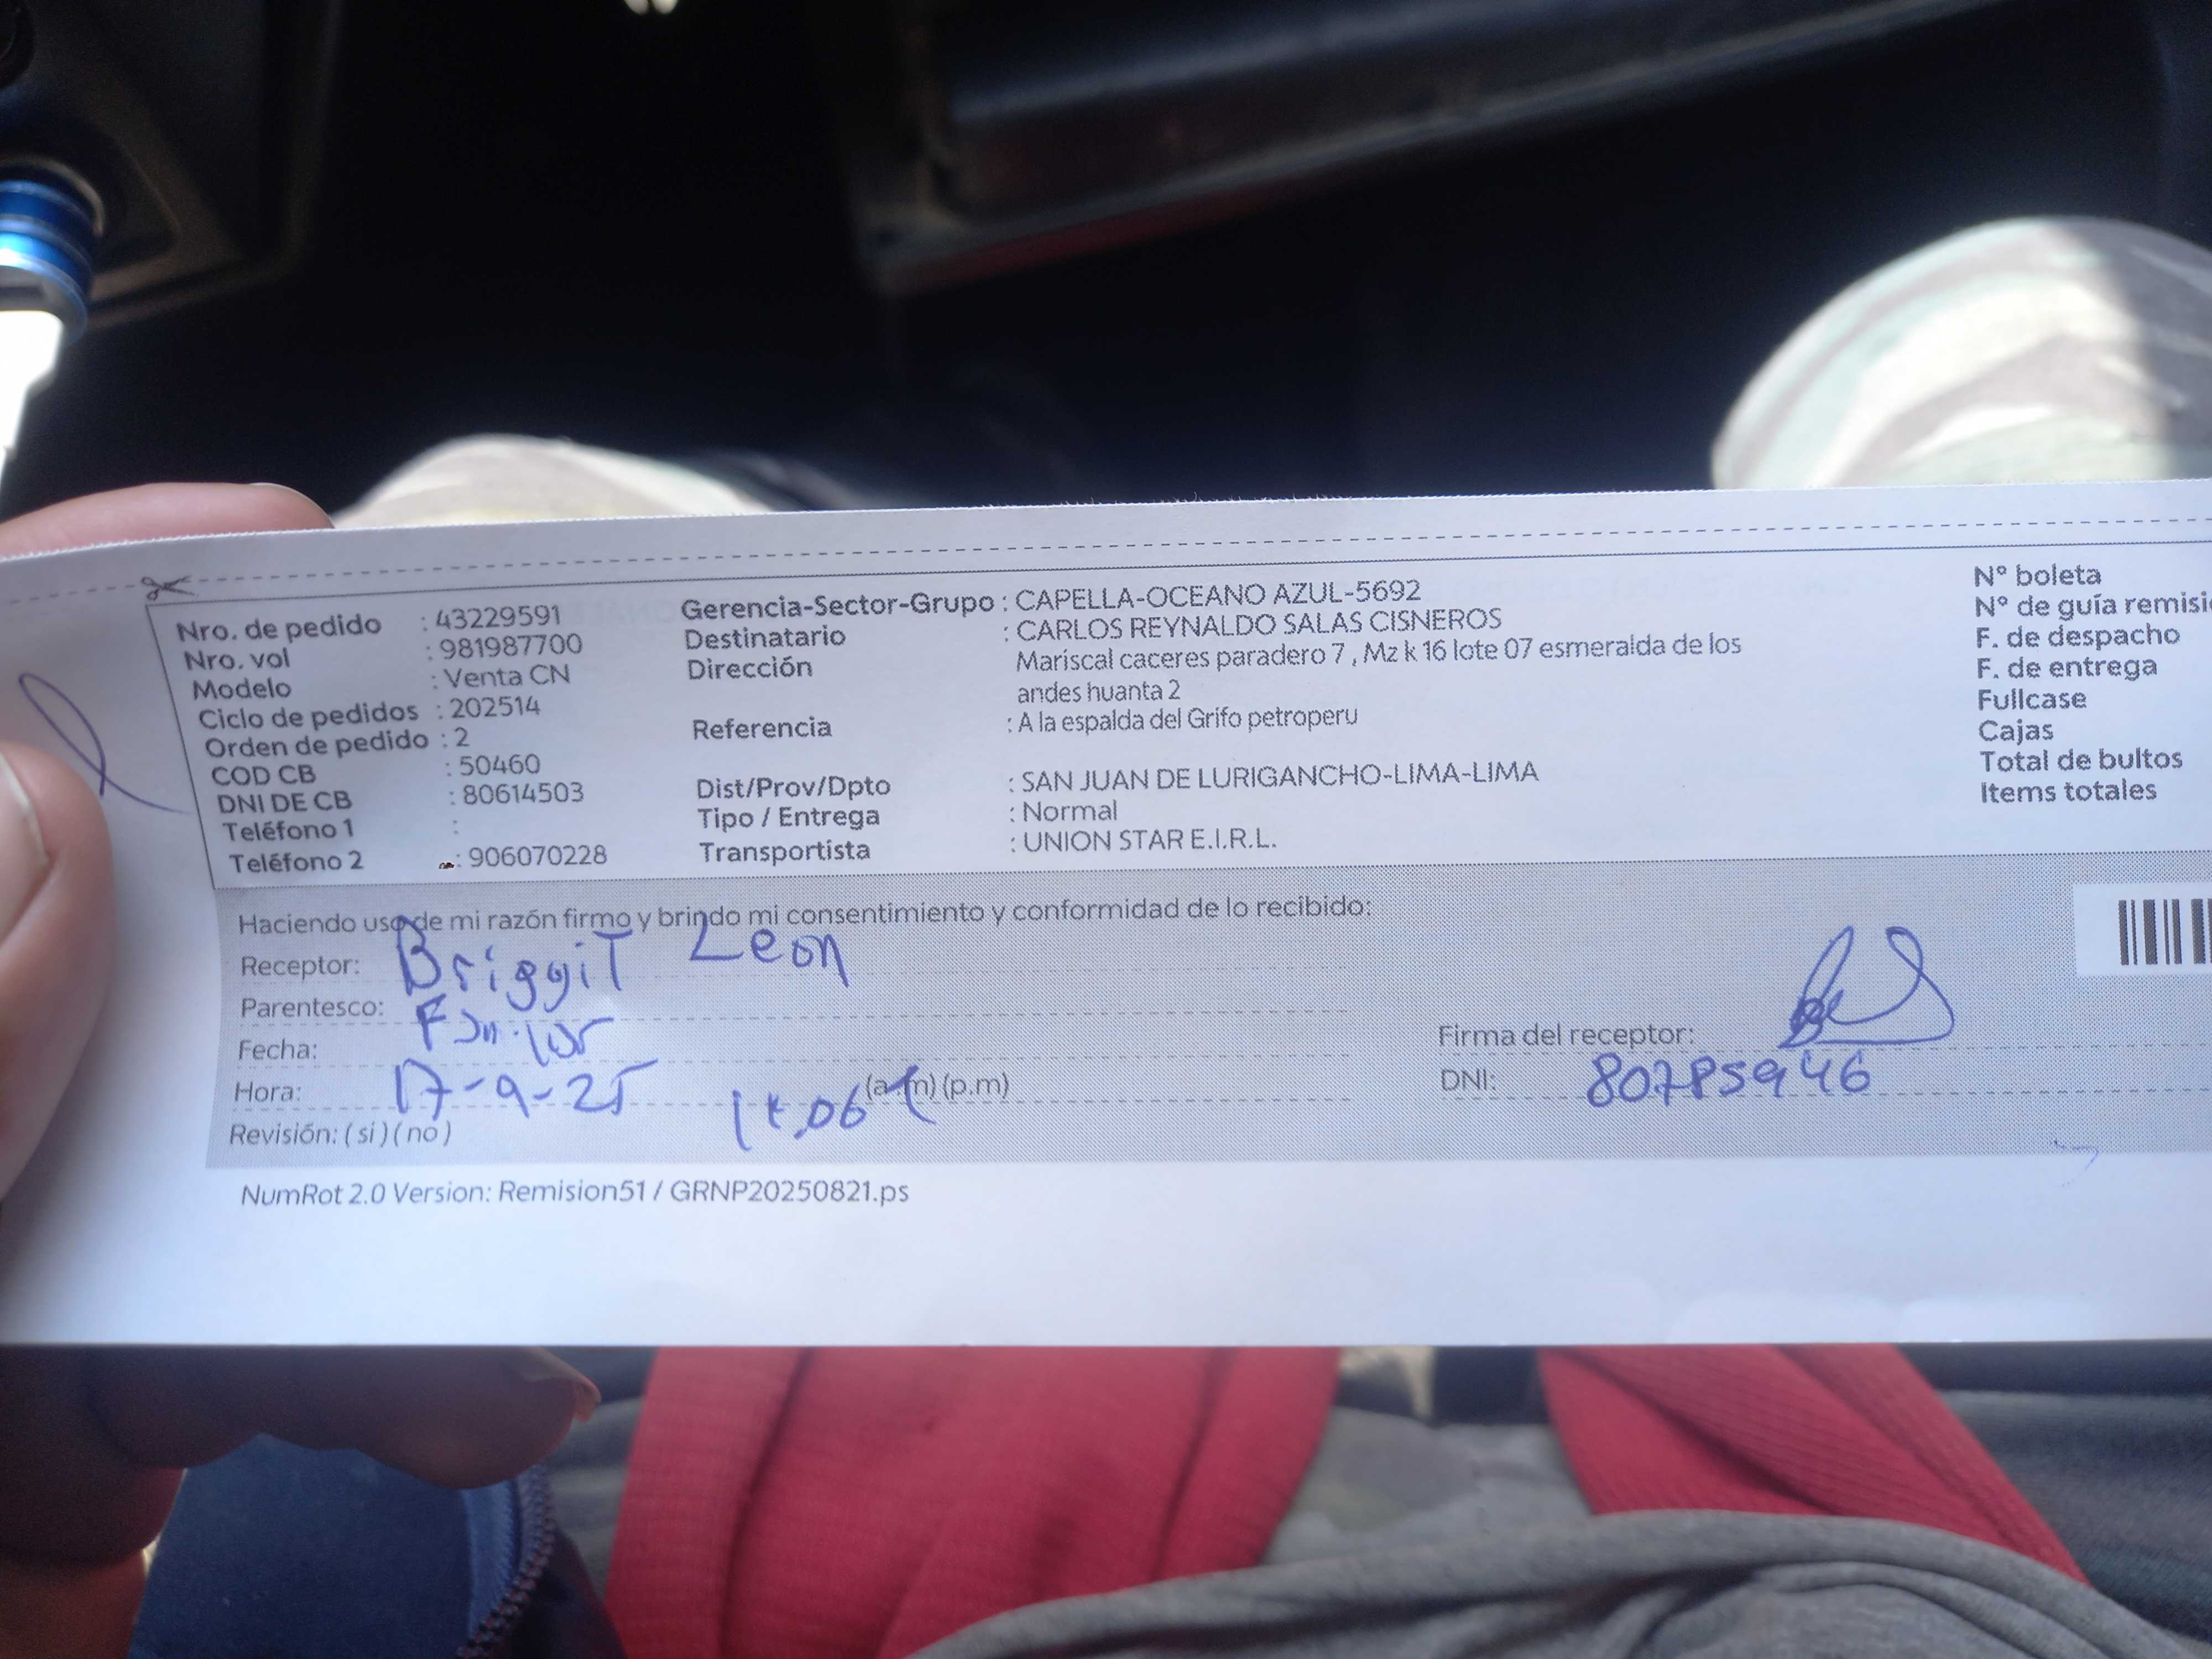 Nro. de pedido : 43229591
Nro. vol : 981987700
Modelo : Venta CN
Ciclo de pedidos : 202514
Orden de pedido : 2
COD CB : 50460
DNI DE CB : 80614503
Teléfono 1 :
Teléfono 2 : 906070228
Gerencia-Sector-Grupo : CAPELLA-OCEANO AZUL-5692
Destinatario : CARLOS REYNALDO SALAS CISNEROS
Dirección Mariscal caceres paradero 7 , Mz k 16 lote 07 esmeralda de los
andes huanta 2
Referencia : A la espalda del Grifo petroperu
Dist/Prov/Dpto : SAN JUAN DE LURIGANCHO-LIMA-LIMA
Tipo / Entrega : Normal
Transportista : UNION STAR E.I.R.L.
N° boleta
N° de guía remisi
F. de despacho
F. de entrega
Fullcase
Cajas
Total de bultos
Items totales
Haciendo uso de mi razón firmo y brindo mi consentimiento y conformidad de lo recibido:
Receptor: Briggit Leon
Parentesco: Familiar
Fecha: 17-9-25
Hora: (a.m) (p.m)
Revisión: ( si ) ( no )
Firma del receptor:
DNI: 807859446
NumRot 2.0 Version: Remision51 / GRNP20250821.ps